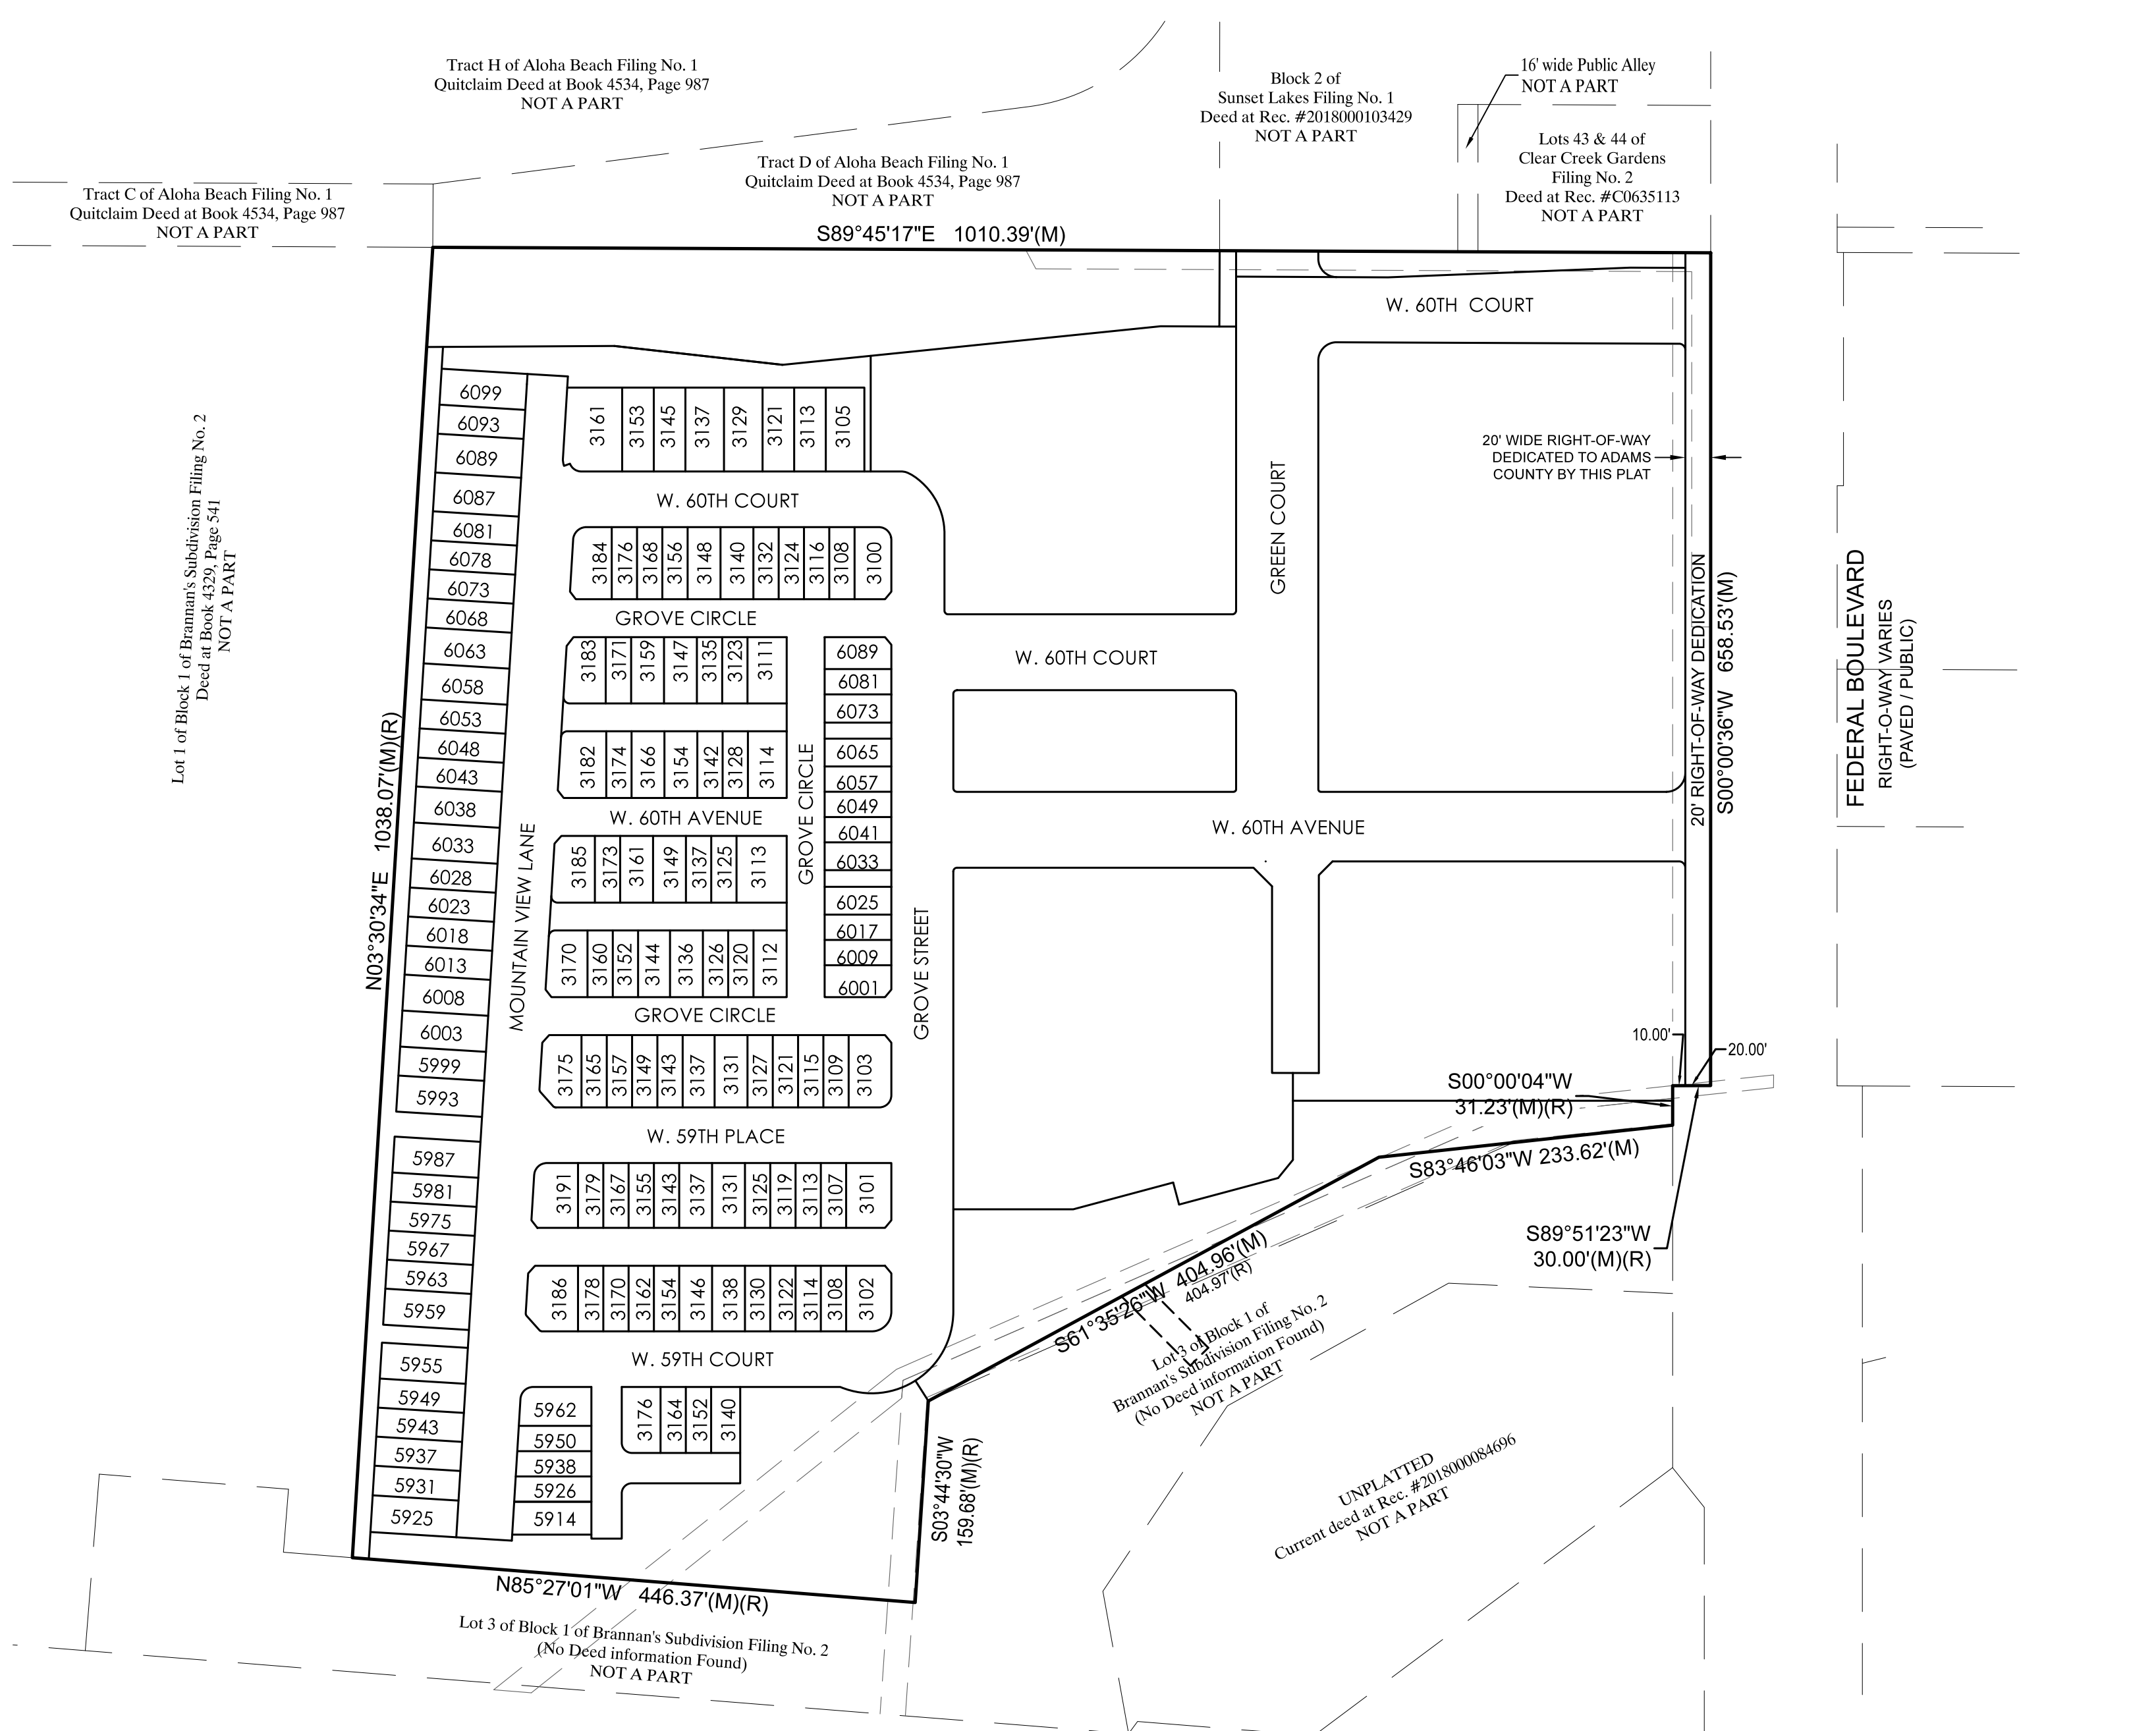 Tract H of Aloha Beach Filing No. 1
Quitclaim Deed at Book 4534, Page 987
NOT A PART
Block 2 of
Sunset Lakes Filing No. 1
Deed at Rec. #2018000103429
NOT A PART
16' wide Public Alley
NOT A PART
Lots 43 & 44 of
Clear Creek Gardens
Filing No. 2
Deed at Rec. #C0635113
NOT A PART
Tract D of Aloha Beach Filing No. 1
Quitclaim Deed at Book 4534, Page 987
NOT A PART
Tract C of Aloha Beach Filing No. 1
Quitclaim Deed at Book 4534, Page 987
NOT A PART
S89°45'17"E 1010.39'(M)
W. 60TH COURT
Lot 1 of Block 1 of Brannan's Subdivision Filing No. 2
Deed at Book 4329, Page 541
NOT A PART
N03°30'34"E 1038.07'(M)(R)
6099
6093
6089
6087
6081
6078
6073
6068
6063
6058
6053
6048
6043
6038
6033
6028
6023
6018
6013
6008
6003
5999
5993
5987
5981
5975
5967
5963
5959
5955
5949
5943
5937
5931
5925
MOUNTAIN VIEW LANE
3161 3153 3145 3137 3129 3121 3113 3105
W. 60TH COURT
3184 3176 3168 3156 3148 3140 3132 3124 3116 3108 3100
GROVE CIRCLE
3183 3171 3159 3147 3135 3123 3111
3182 3174 3166 3154 3142 3128 3114
W. 60TH AVENUE
3185 3173 3161 3149 3137 3125 3113
3170 3160 3152 3144 3136 3126 3120 3112
GROVE CIRCLE
GROVE CIRCLE
6089
6081
6073
6065
6057
6049
6041
6033
6025
6017
6009
6001
3175 3165 3157 3149 3143 3137 3131 3127 3121 3115 3109 3103
W. 59TH PLACE
3191 3179 3167 3155 3143 3137 3131 3125 3119 3113 3107 3101
3186 3178 3170 3162 3154 3146 3138 3130 3122 3114 3108 3102
W. 59TH COURT
5962
5950
5938
5926
5914
3176 3164 3152 3140
GROVE STREET
W. 60TH COURT
GREEN COURT
W. 60TH AVENUE
20' WIDE RIGHT-OF-WAY
DEDICATED TO ADAMS
COUNTY BY THIS PLAT
20' RIGHT-OF-WAY DEDICATION
S00°00'36"W 658.53'(M)
FEDERAL BOULEVARD
RIGHT-O-WAY VARIES
(PAVED / PUBLIC)
10.00'
20.00'
S00°00'04"W
31.23'(M)(R)
S83°46'03"W 233.62'(M)
S89°51'23"W
30.00'(M)(R)
S61°35'26"W 404.96'(M)
404.97'(R)
Lot 3 of Block 1 of
Brannan's Subdivision Filing No. 2
(No Deed information Found)
NOT A PART
S03°44'30"W
159.68'(M)(R)
UNPLATTED
Current deed at Rec. #2018000084696
NOT A PART
N85°27'01"W 446.37'(M)(R)
Lot 3 of Block 1 of Brannan's Subdivision Filing No. 2
(No Deed information Found)
NOT A PART